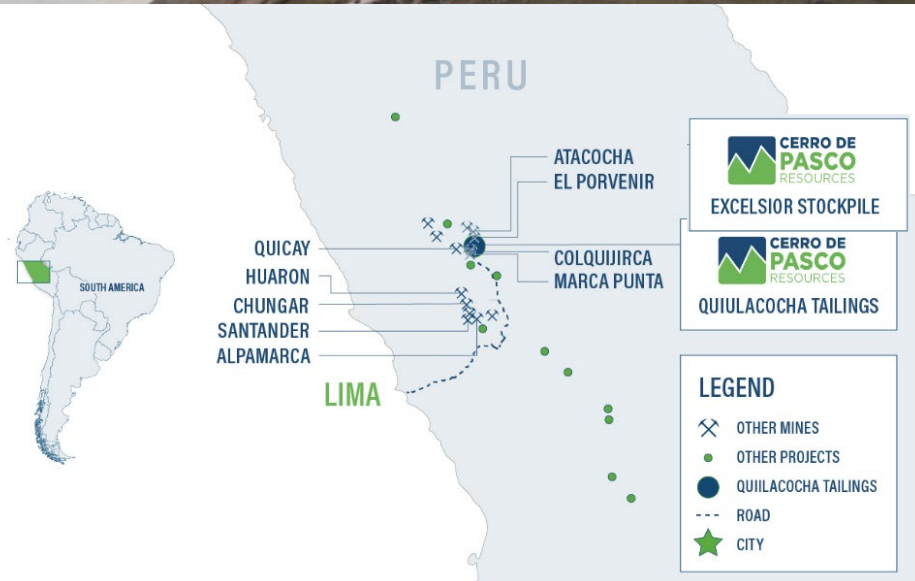 PERU
ATACOCHA
EL PORVENIR
CERRO DE
PASCO
RESOURCES
EXCELSIOR STOCKPILE
QUICAY
HUARON
CHUNGAR
SANTANDER
ALPAMARCA
COLQUIJIRCA
MARCA PUNTA
CERRO DE
PASCO
RESOURCES
QUIULACOCHA TAILINGS
SOUTH AMERICA
LIMA
LEGEND
OTHER MINES
OTHER PROJECTS
QUIILACOCHA TAILINGS
ROAD
CITY